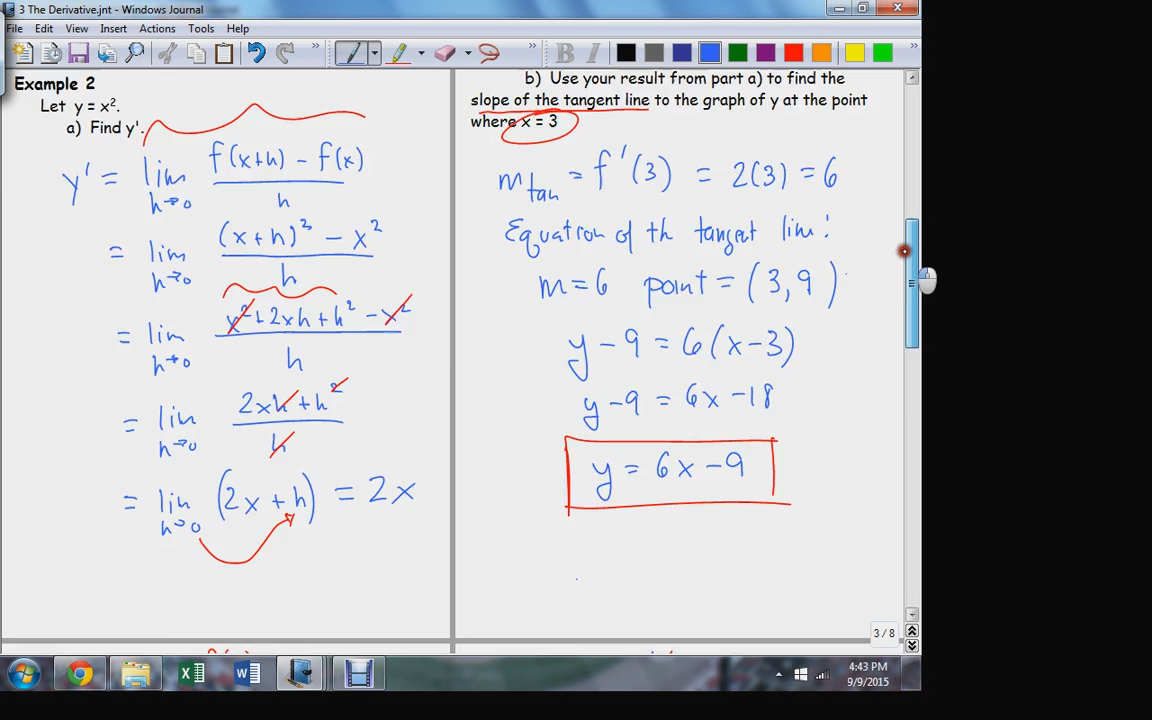 3 The Derivative.jnt - Windows Journal
File Edit View Insert Actions Tools Help
Example 2
Let y = x².
a) Find y'.
y' = lim h→0 f(x+h) - f(x) / h
= lim h→0 (x+h)² - x² / h
= lim h→0 x² + 2xh + h² - x² / h
= lim h→0 2xh + h² / h
= lim h→0 (2x + h) = 2x
b) Use your result from part a) to find the
slope of the tangent line to the graph of y at the point
where x = 3
m tan = f'(3) = 2(3) = 6
Equation of th tangent line:
m = 6 point = (3, 9)
y - 9 = 6(x - 3)
y - 9 = 6x - 18
y = 6x - 9
3 / 8
4:43 PM
9/9/2015